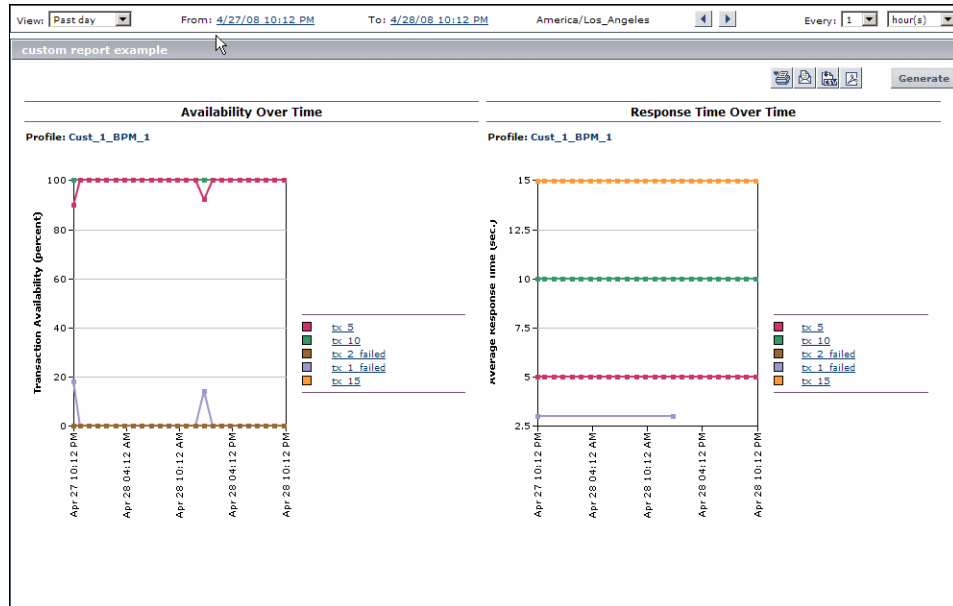 View: Past day From: 4/27/08 10:12 PM To: 4/28/08 10:12 PM America/Los_Angeles Every: 1 hour(s)
custom report example
Generate
Availability Over Time
Profile: Cust_1_BPM_1
Transaction Availability (percent)
100
80
60
40
20
0
Apr 27 10:12 PM
Apr 28 04:12 AM
Apr 28 10:12 AM
Apr 28 04:12 PM
Apr 28 10:12 PM
tx_5
tx_10
tx_2_failed
tx_1_failed
tx_15
Response Time Over Time
Profile: Cust_1_BPM_1
Average Response Time (sec.)
15
12.5
10
7.5
5
2.5
Apr 27 10:12 PM
Apr 28 04:12 AM
Apr 28 10:12 AM
Apr 28 04:12 PM
Apr 28 10:12 PM
tx_5
tx_10
tx_2_failed
tx_1_failed
tx_15